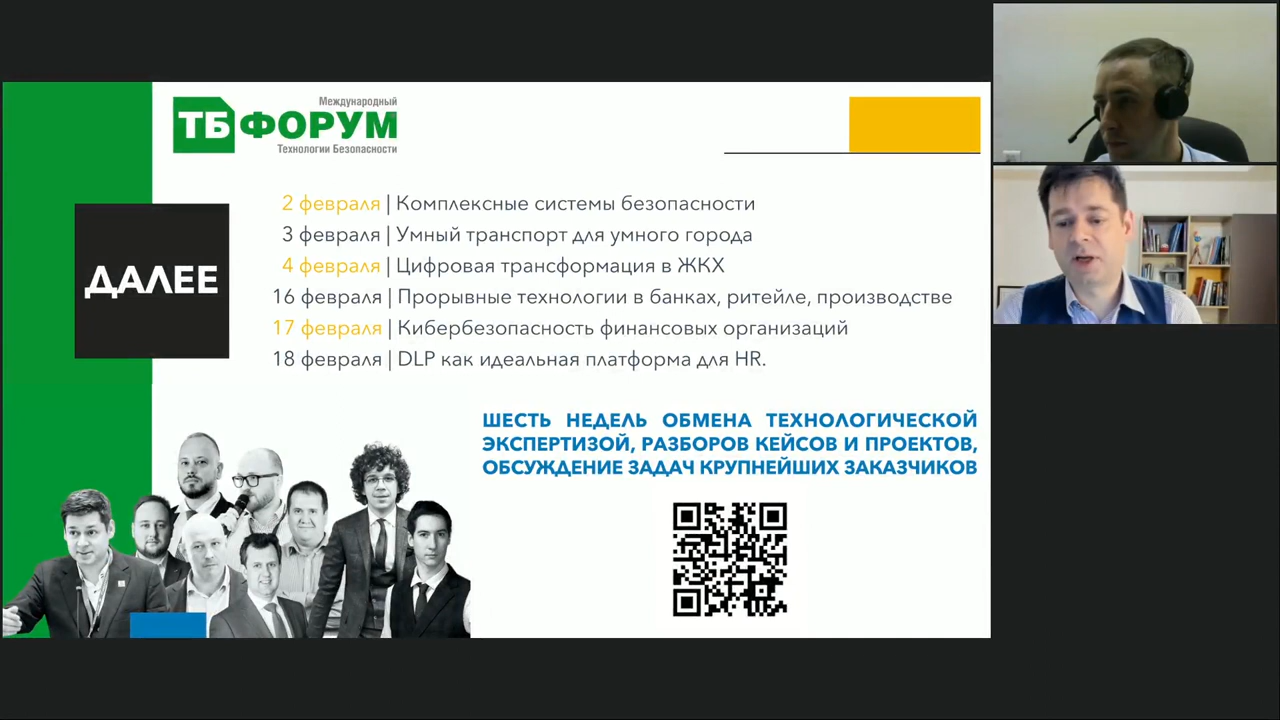 Международный
ТБ ФОРУМ
Технологии Безопасности
ДАЛЕЕ
2 февраля | Комплексные системы безопасности
3 февраля | Умный транспорт для умного города
4 февраля | Цифровая трансформация в ЖКХ
16 февраля | Прорывные технологии в банках, ритейле, производстве
17 февраля | Кибербезопасность финансовых организаций
18 февраля | DLP как идеальная платформа для HR.
ШЕСТЬ НЕДЕЛЬ ОБМЕНА ТЕХНОЛОГИЧЕСКОЙ
ЭКСПЕРТИЗОЙ, РАЗБОРОВ КЕЙСОВ И ПРОЕКТОВ,
ОБСУЖДЕНИЕ ЗАДАЧ КРУПНЕЙШИХ ЗАКАЗЧИКОВ